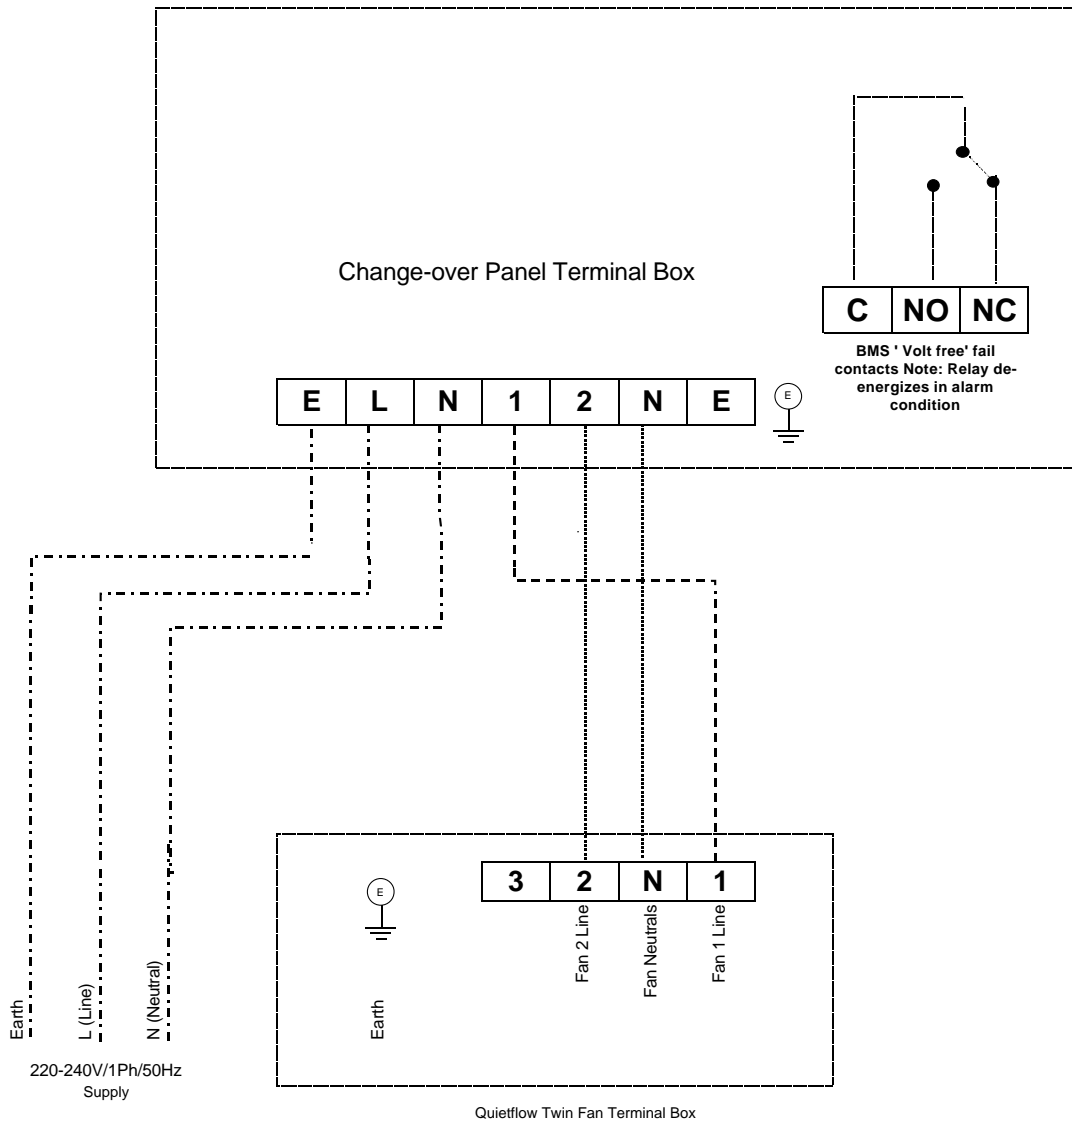 Change-over Panel Terminal Box
C NO NC
BMS ' Volt free' fail
contacts Note: Relay de-
energizes in alarm
condition
E L N 1 2 N E
E
3 2 N 1
E
Fan 2 Line
Fan Neutrals
Fan 1 Line
Earth
L (Line)
N (Neutral)
Earth
220-240V/1Ph/50Hz
Supply
Quietflow Twin Fan Terminal Box